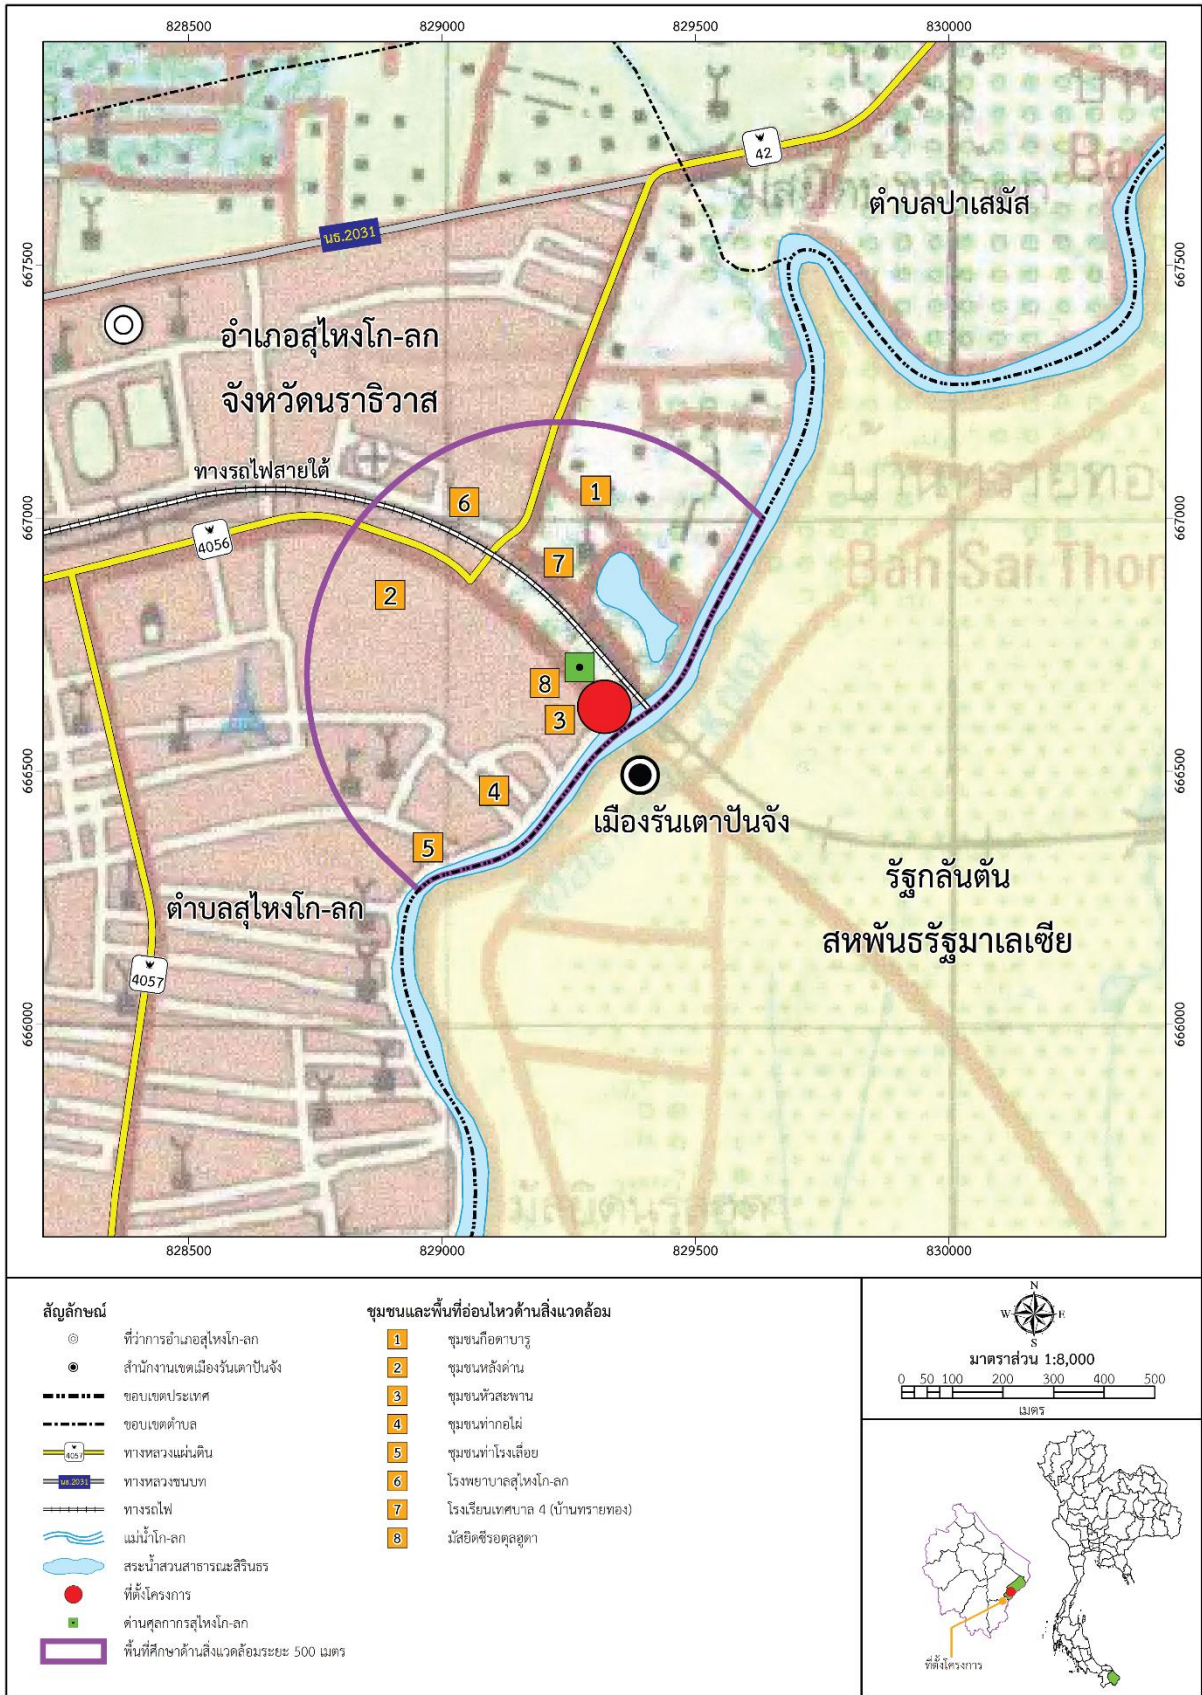 828500 829000 829500 830000
42
ตำบลปาเสมัส
นธ.2031
667500 667500
อำเภอสุไหงโก-ลก
จังหวัดนราธิวาส
ทางรถไฟสายใต้
6 1
667000 667000
4056
7
Ban Sai Thon
2
8
3
666500 666500
4
เมืองรันเตาปันจัง
5
รัฐกลันตัน
ตำบลสุไหงโก-ลก
สหพันธรัฐมาเลเซีย
4057
666000 666000
828500 829000 829500 830000
สัญลักษณ์
ที่ว่าการอำเภอสุไหงโก-ลก
สำนักงานเขตเมืองรันเตาปันจัง
ขอบเขตประเทศ
ขอบเขตตำบล
4057 ทางหลวงแผ่นดิน
นธ.2031 ทางหลวงชนบท
ทางรถไฟ
แม่น้ำโก-ลก
สระน้ำสวนสาธารณะสิรินธร
ที่ตั้งโครงการ
ด่านศุลกากรสุไหงโก-ลก
พื้นที่ศึกษาด้านสิ่งแวดล้อมระยะ 500 เมตร
ชุมชนและพื้นที่อ่อนไหวด้านสิ่งแวดล้อม
1 ชุมชนกือดาบารู
2 ชุมชนหลังด่าน
3 ชุมชนหัวสะพาน
4 ชุมชนท่ากอไผ่
5 ชุมชนท่าโรงเลื่อย
6 โรงพยาบาลสุไหงโก-ลก
7 โรงเรียนเทศบาล 4 (บ้านทรายทอง)
8 มัสยิดซีรอตุลฮูดา
N
W E
S
มาตราส่วน 1:8,000
0 50 100 200 300 400 500
เมตร
ที่ตั้งโครงการ